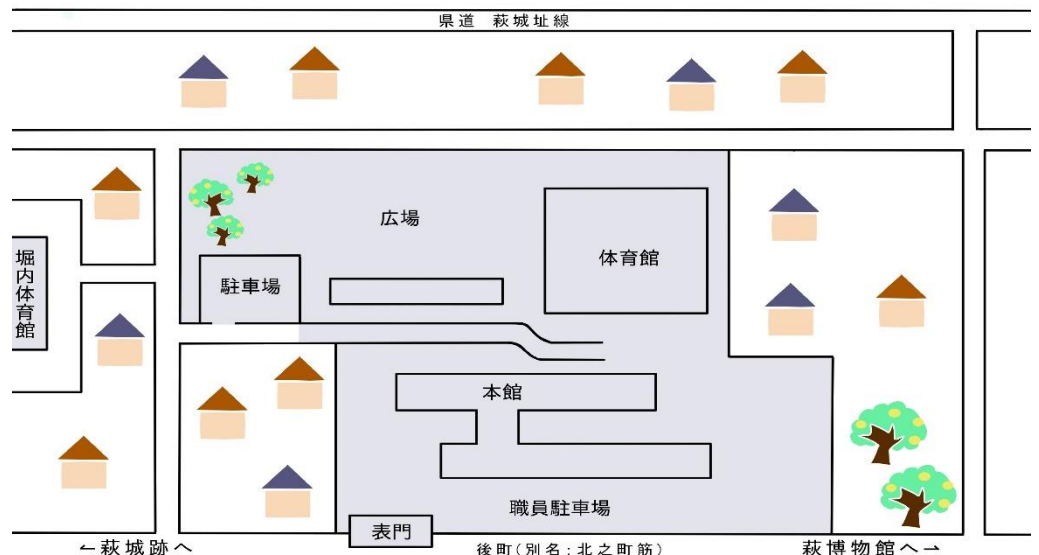 県道 萩城址線
広場
体育館
堀内体育館
駐車場
本館
職員駐車場
表門
←萩城跡へ
後町(別名:北之町筋)
萩博物館へ→